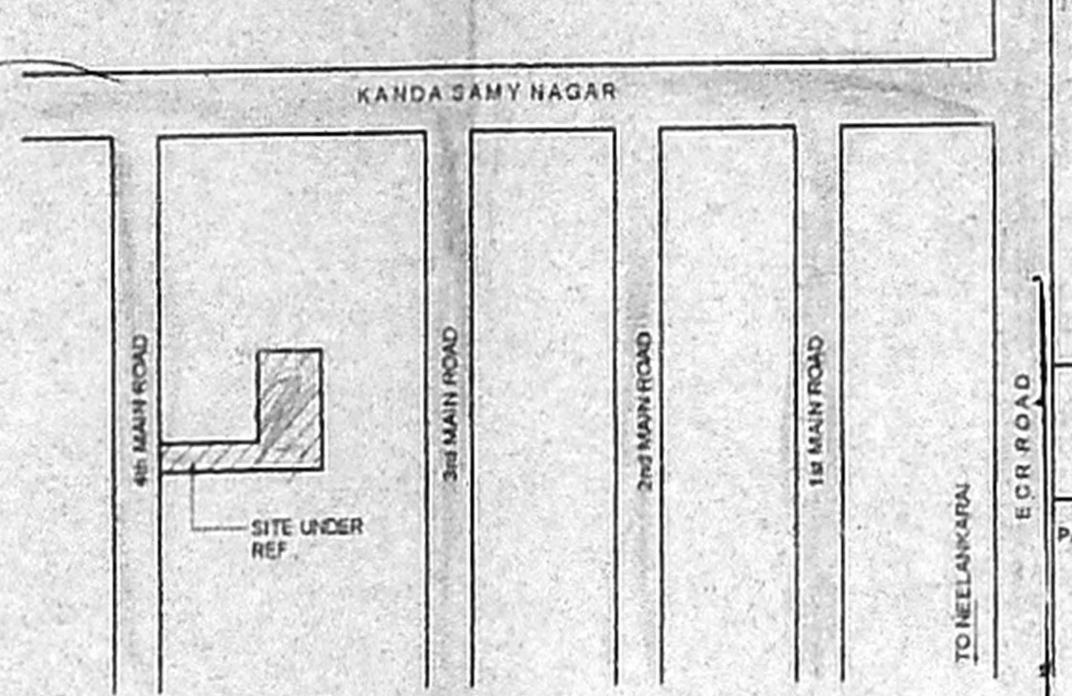 KANDA SAMY NAGAR
4th MAIN ROAD
3rd MAIN ROAD
2nd MAIN ROAD
1st MAIN ROAD
ECR ROAD
TO NEELANKARAI
SITE UNDER
REF.